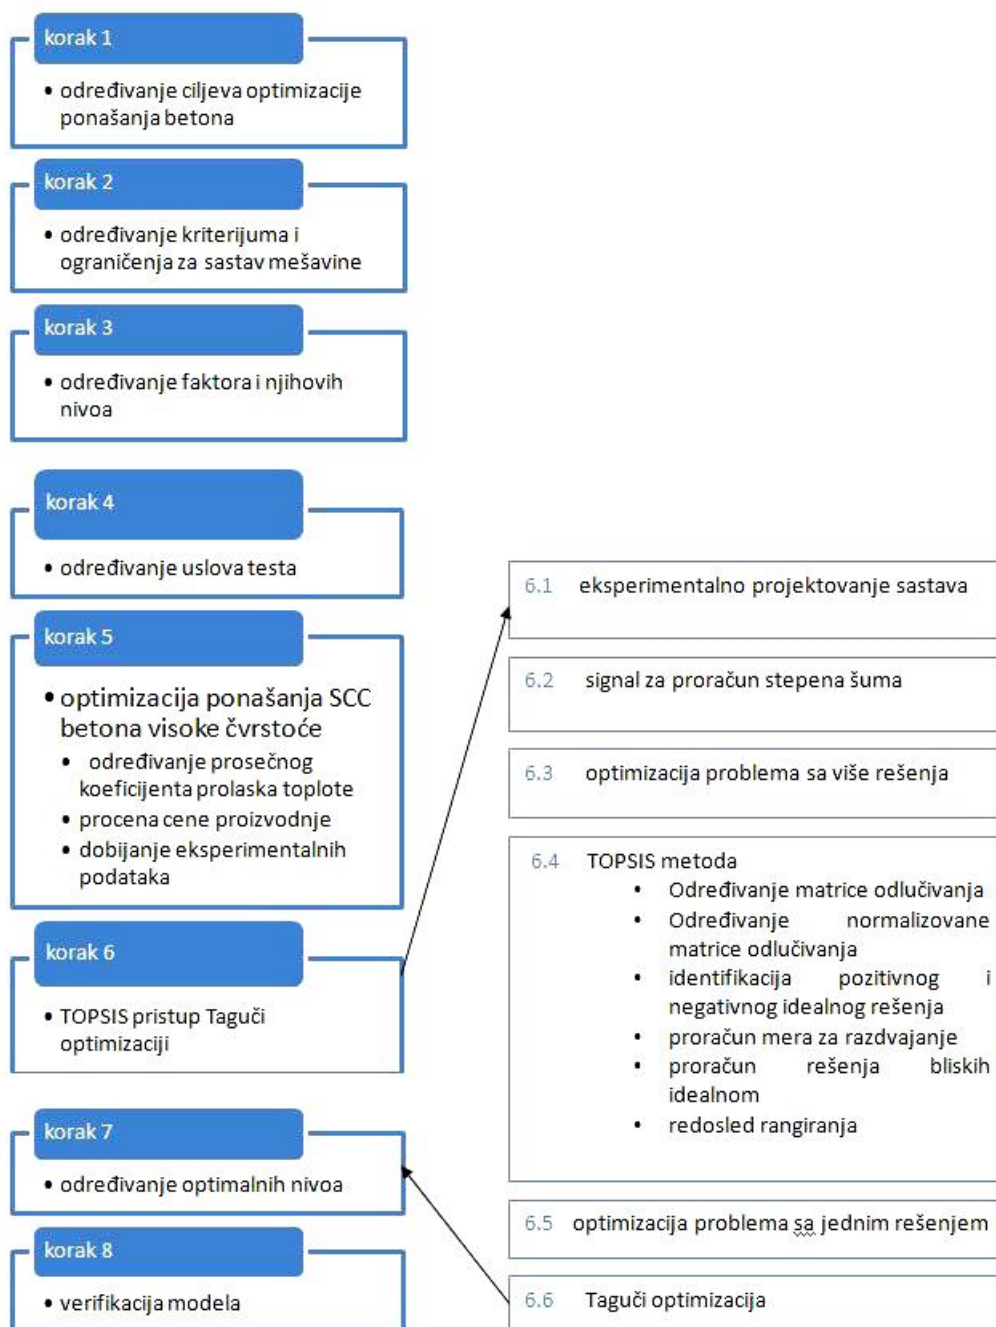 korak 1
• određivanje ciljeva optimizacije
ponašanja betona
korak 2
• određivanje kriterijuma i
ograničenja za sastav mešavine
korak 3
• određivanje faktora i njihovih
nivoa
korak 4
• određivanje uslova testa
korak 5
• optimizacija ponašanja SCC
betona visoke čvrstoće
• određivanje prosečnog
koeficijenta prolaska toplote
• procena cene proizvodnje
• dobijanje eksperimentalnih
podataka
korak 6
• TOPSIS pristup Taguči
optimizaciji
korak 7
• određivanje optimalnih nivoa
korak 8
• verifikacija modela
6.1 eksperimentalno projektovanje sastava
6.2 signal za proračun stepena šuma
6.3 optimizacija problema sa više rešenja
6.4 TOPSIS metoda
• Određivanje matrice odlučivanja
• Određivanje normalizovane
matrice odlučivanja
• identifikacija pozitivnog i
negativnog idealnog rešenja
• proračun mera za razdvajanje
• proračun rešenja bliskih
idealnom
• redosled rangiranja
6.5 optimizacija problema sa jednim rešenjem
6.6 Taguči optimizacija